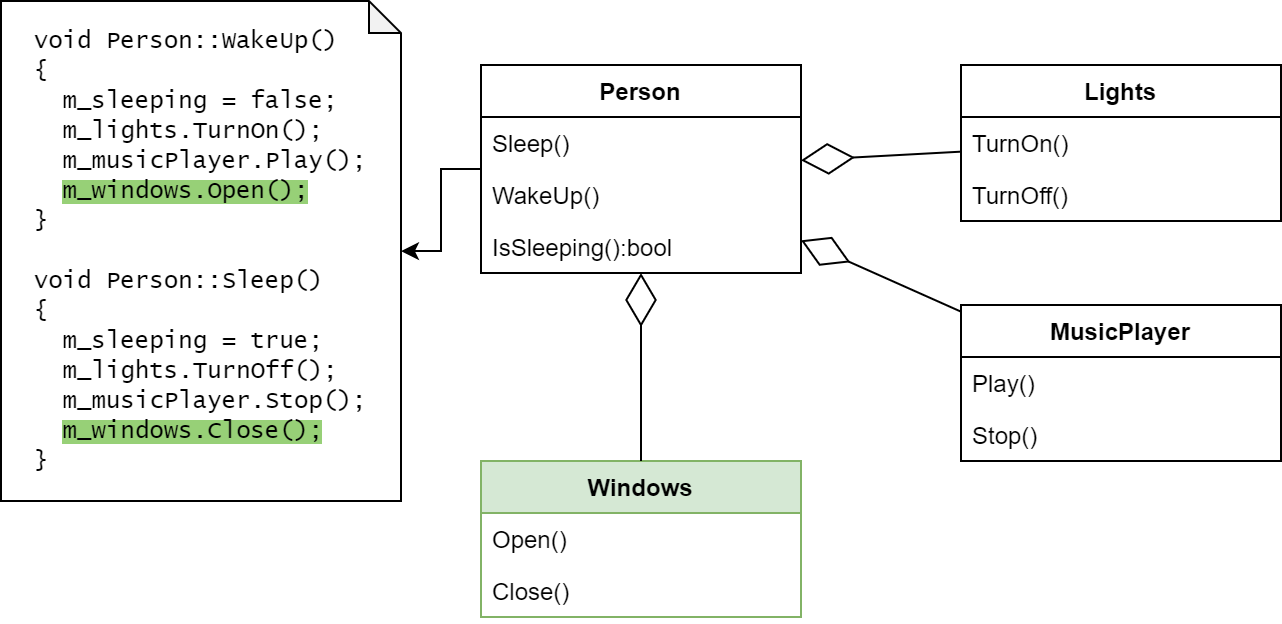 void Person::WakeUp()
{
m_sleeping = false;
m_lights.TurnOn();
m_musicPlayer.Play();
m_windows.Open();
}
void Person::Sleep()
{
m_sleeping = true;
m_lights.TurnOff();
m_musicPlayer.Stop();
m_windows.Close();
}
Person
Sleep()
WakeUp()
IsSleeping():bool
Lights
TurnOn()
TurnOff()
MusicPlayer
Play()
Stop()
Windows
Open()
Close()